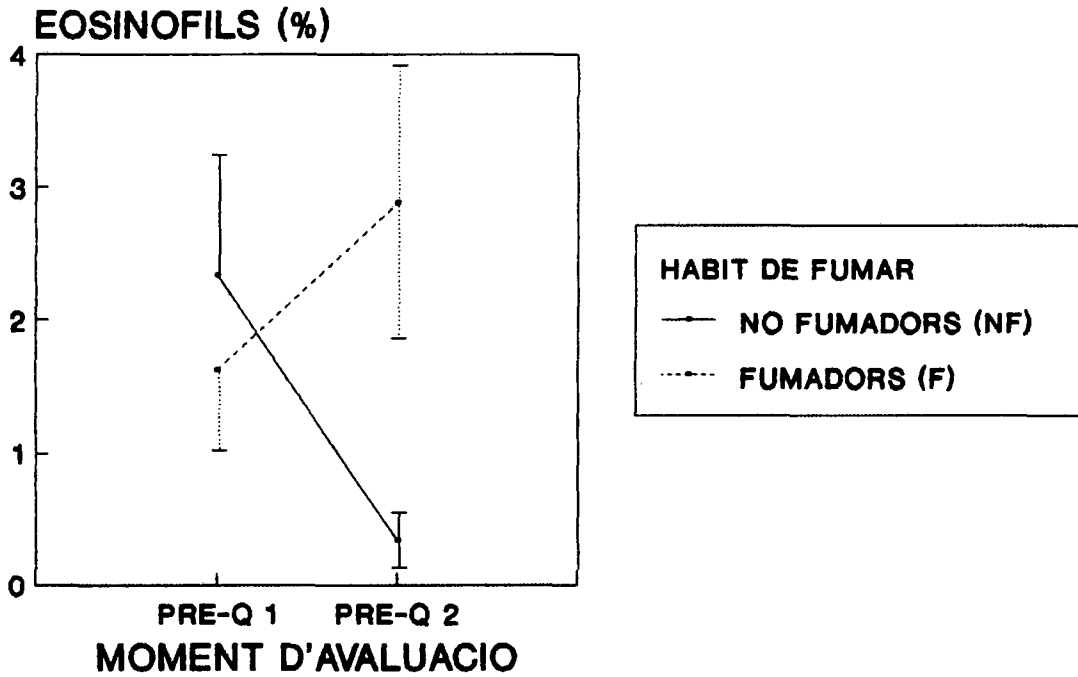 EOSINOFILS (%)
4
3
2
1
0
PRE-Q 1 PRE-Q 2
MOMENT D'AVALUACIO
HABIT DE FUMAR
NO FUMADORS (NF)
FUMADORS (F)